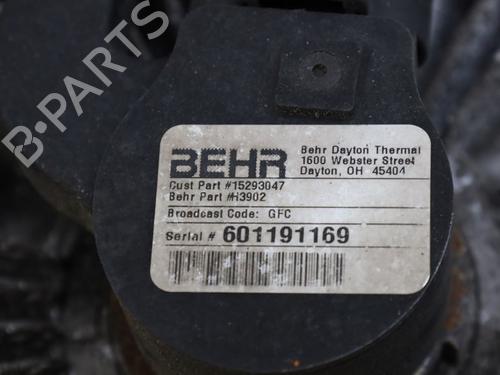 BEHR
Behr Dayton Thermal
1600 Webster Street
Dayton, OH 45404
Cust Part #15293047
Behr Part #H3902
Broadcast Code: GFC
Serial # 601191169
B-PARTS